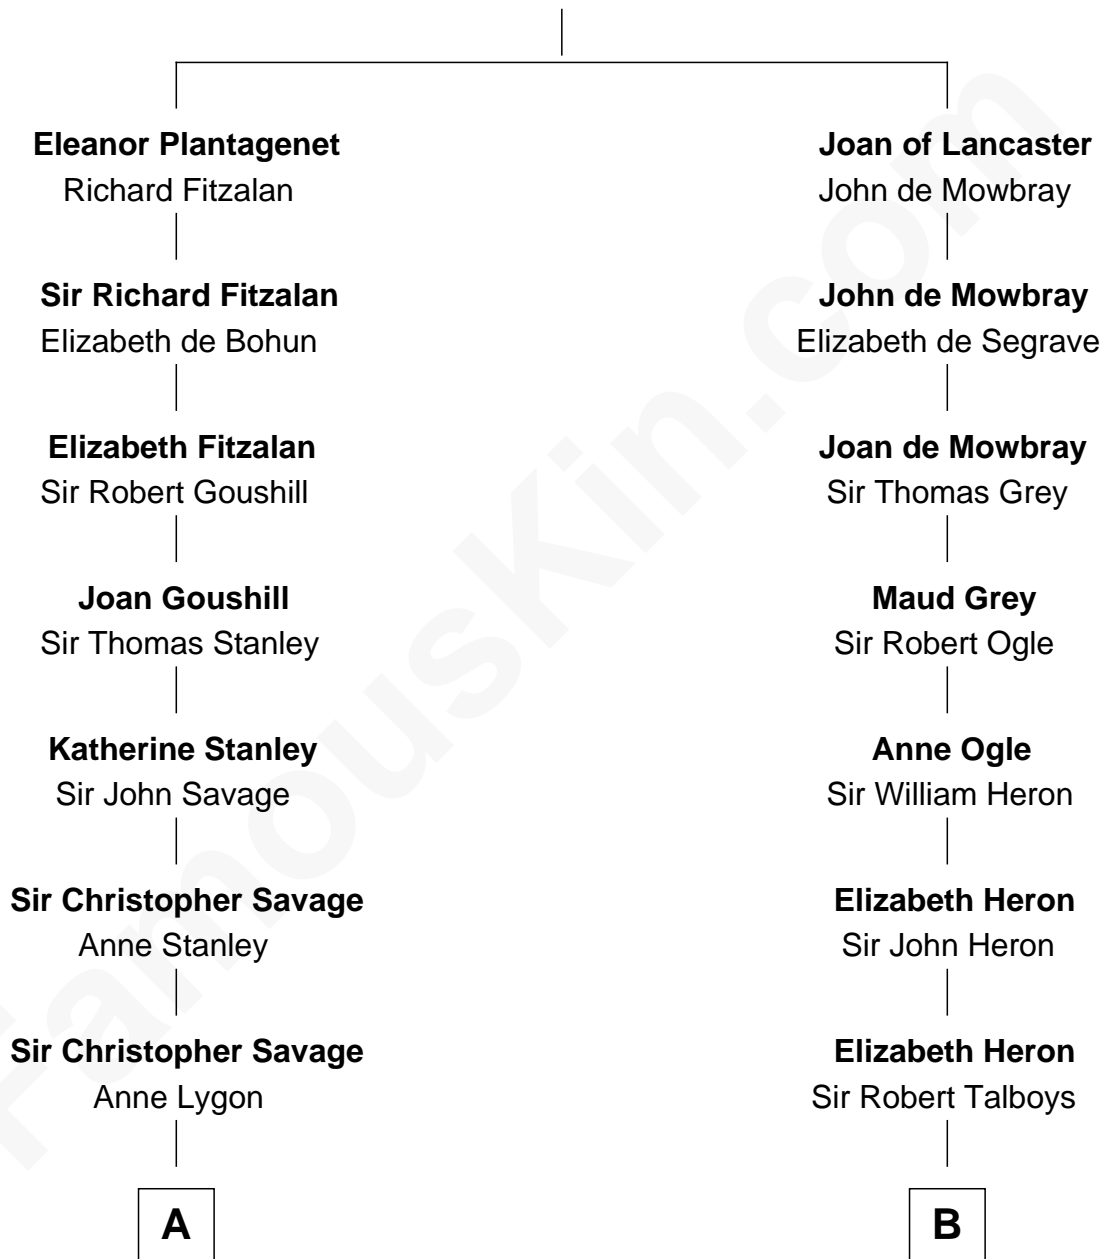 Eleanor Plantagenet
Richard Fitzalan
Sir Richard Fitzalan
Elizabeth de Bohun
Elizabeth Fitzalan
Sir Robert Goushill
Joan Goushill
Sir Thomas Stanley
Katherine Stanley
Sir John Savage
Sir Christopher Savage
Anne Stanley
Sir Christopher Savage
Anne Lygon
A
Joan of Lancaster
John de Mowbray
John de Mowbray
Elizabeth de Segrave
Joan de Mowbray
Sir Thomas Grey
Maud Grey
Sir Robert Ogle
Anne Ogle
Sir William Heron
Elizabeth Heron
Sir John Heron
Elizabeth Heron
Sir Robert Talboys
B
FamousKin.com